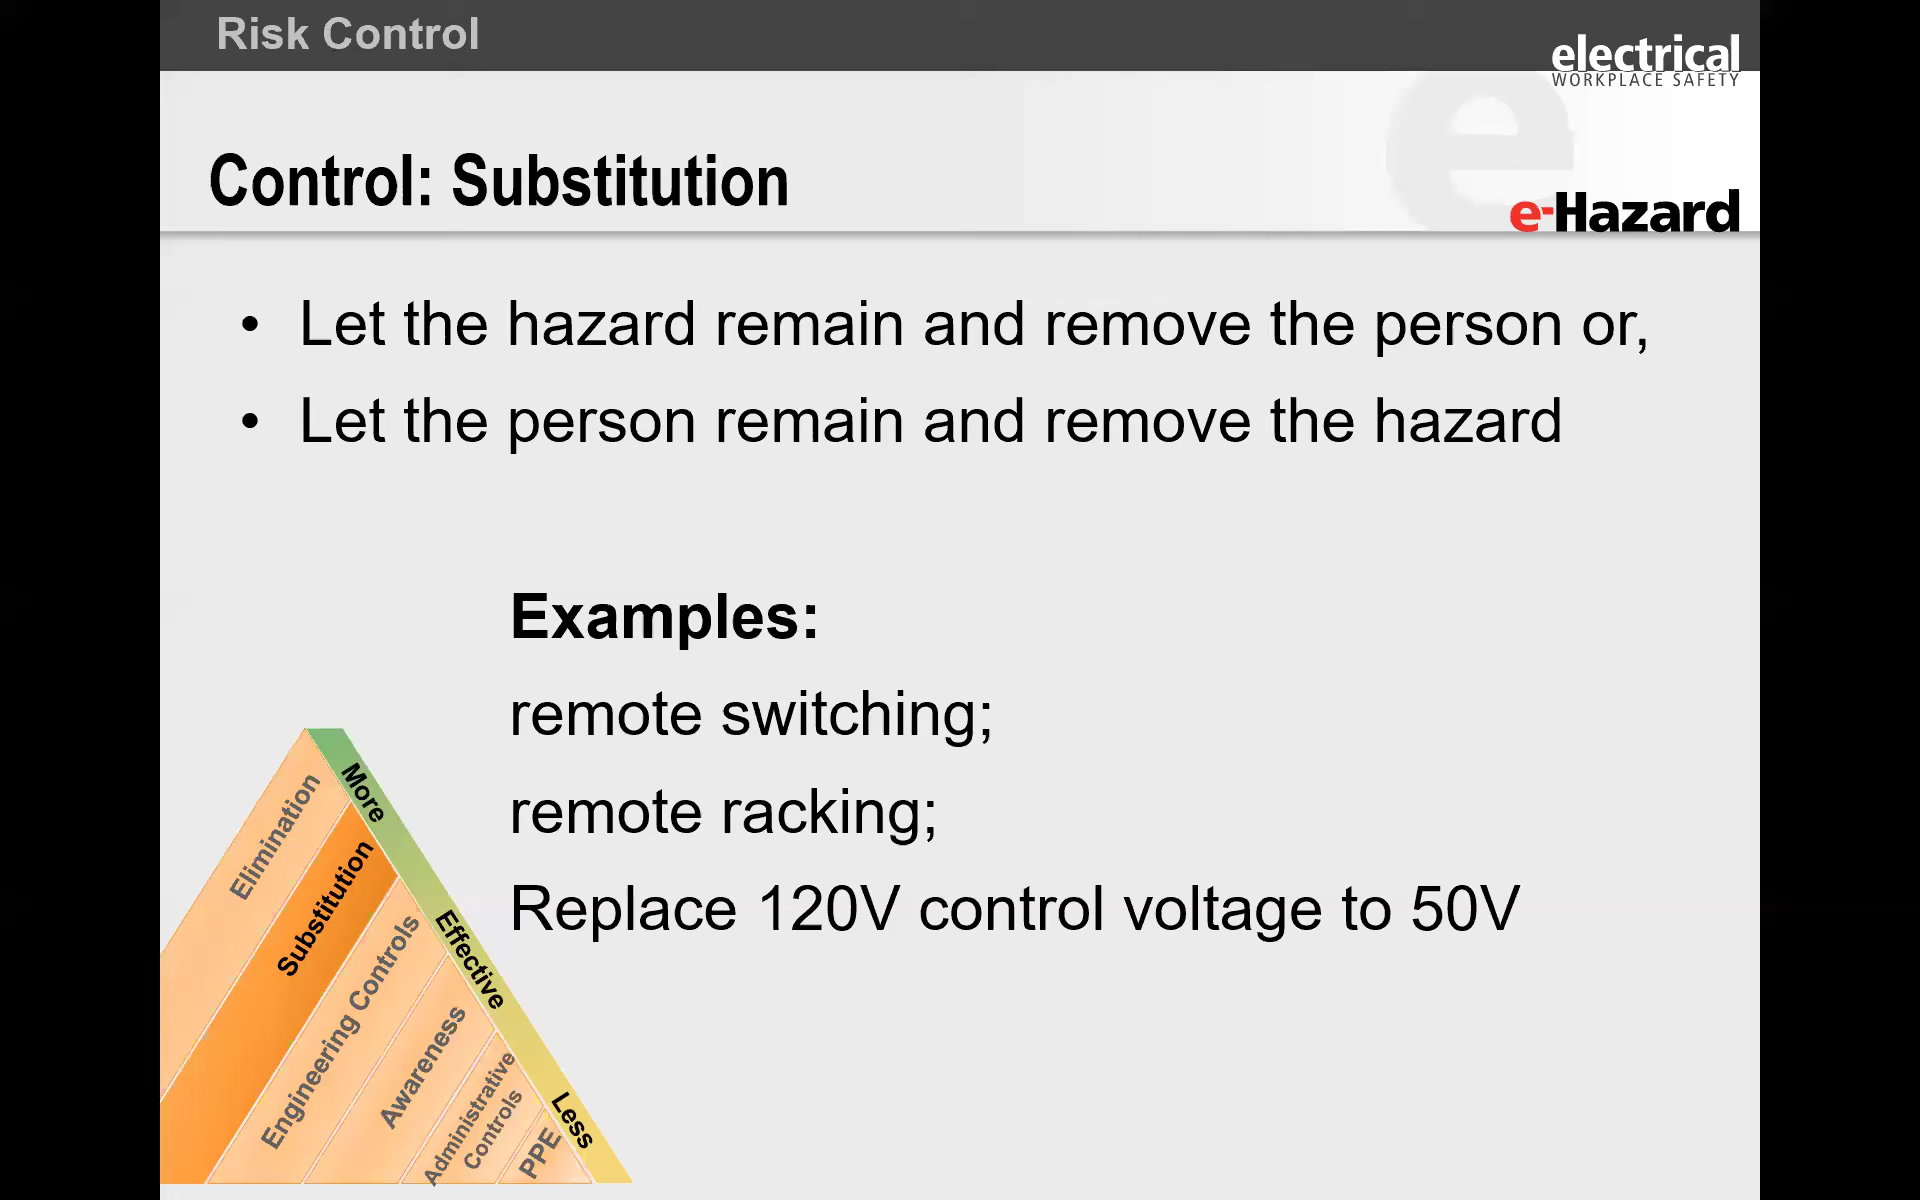 Risk Control
electrical
WORKPLACE SAFETY
Control: Substitution
e-Hazard
• Let the hazard remain and remove the person or,
• Let the person remain and remove the hazard
Examples:
remote switching;
remote racking;
Replace 120V control voltage to 50V
Elimination
Substitution
Engineering Controls
Awareness
Administrative
Controls
PPE
More
Effective
Less